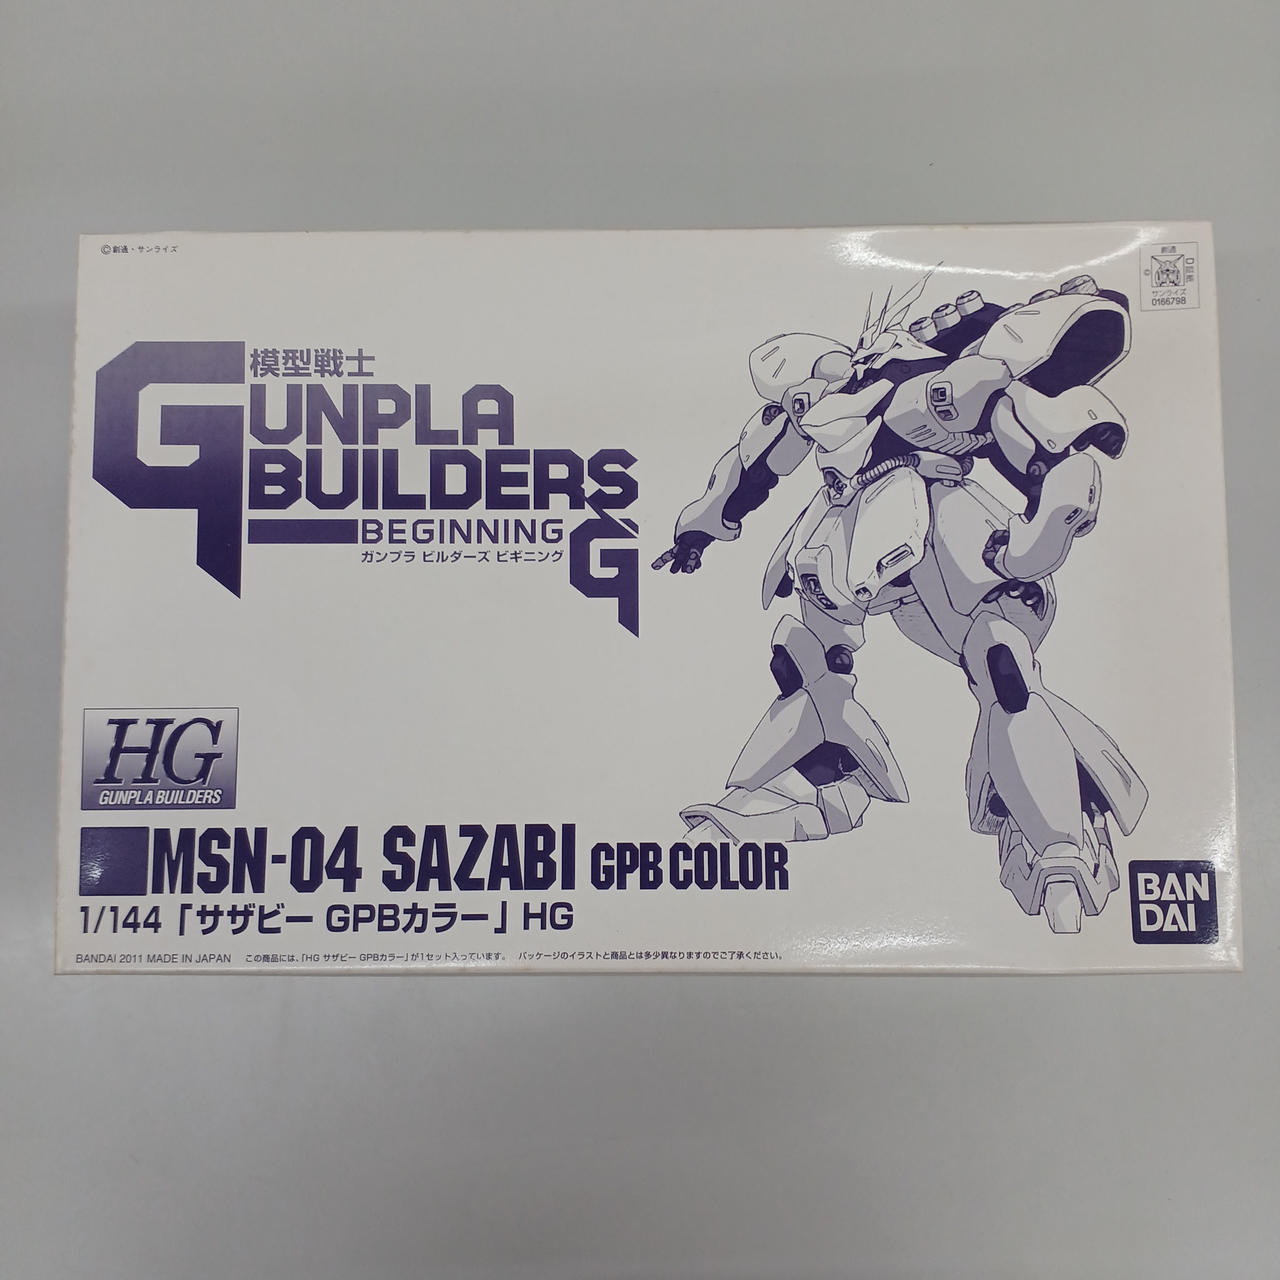 ©創通・サンライズ
創通
証紙
©
サンライズ
0166798
模型戦士
GUNPLA
BUILDERS
BEGINNING
ガンプラ ビルダーズ ビギニング
G
HG
GUNPLA BUILDERS
MSN-04 SAZABI GPB COLOR
1/144「サザビー GPBカラー」HG
BAN
DAI
BANDAI 2011 MADE IN JAPAN この商品には、「HG サザビー GPBカラー」が1セット入っています。 パッケージのイラストと商品とは多少異なりますのでご了承ください。